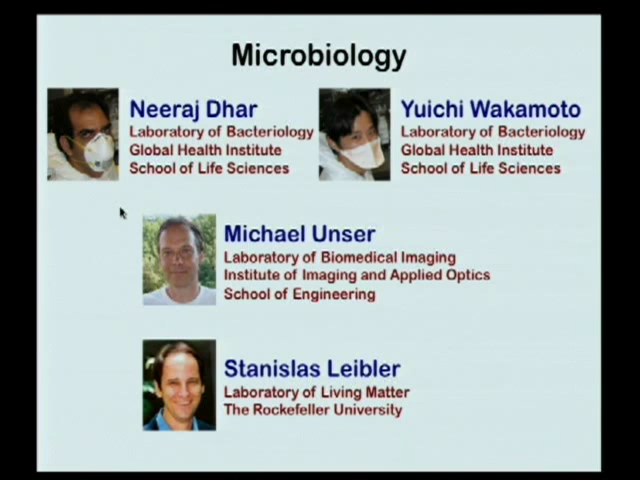 Microbiology
Neeraj Dhar
Laboratory of Bacteriology
Global Health Institute
School of Life Sciences
Yuichi Wakamoto
Laboratory of Bacteriology
Global Health Institute
School of Life Sciences
Michael Unser
Laboratory of Biomedical Imaging
Institute of Imaging and Applied Optics
School of Engineering
Stanislas Leibler
Laboratory of Living Matter
The Rockefeller University